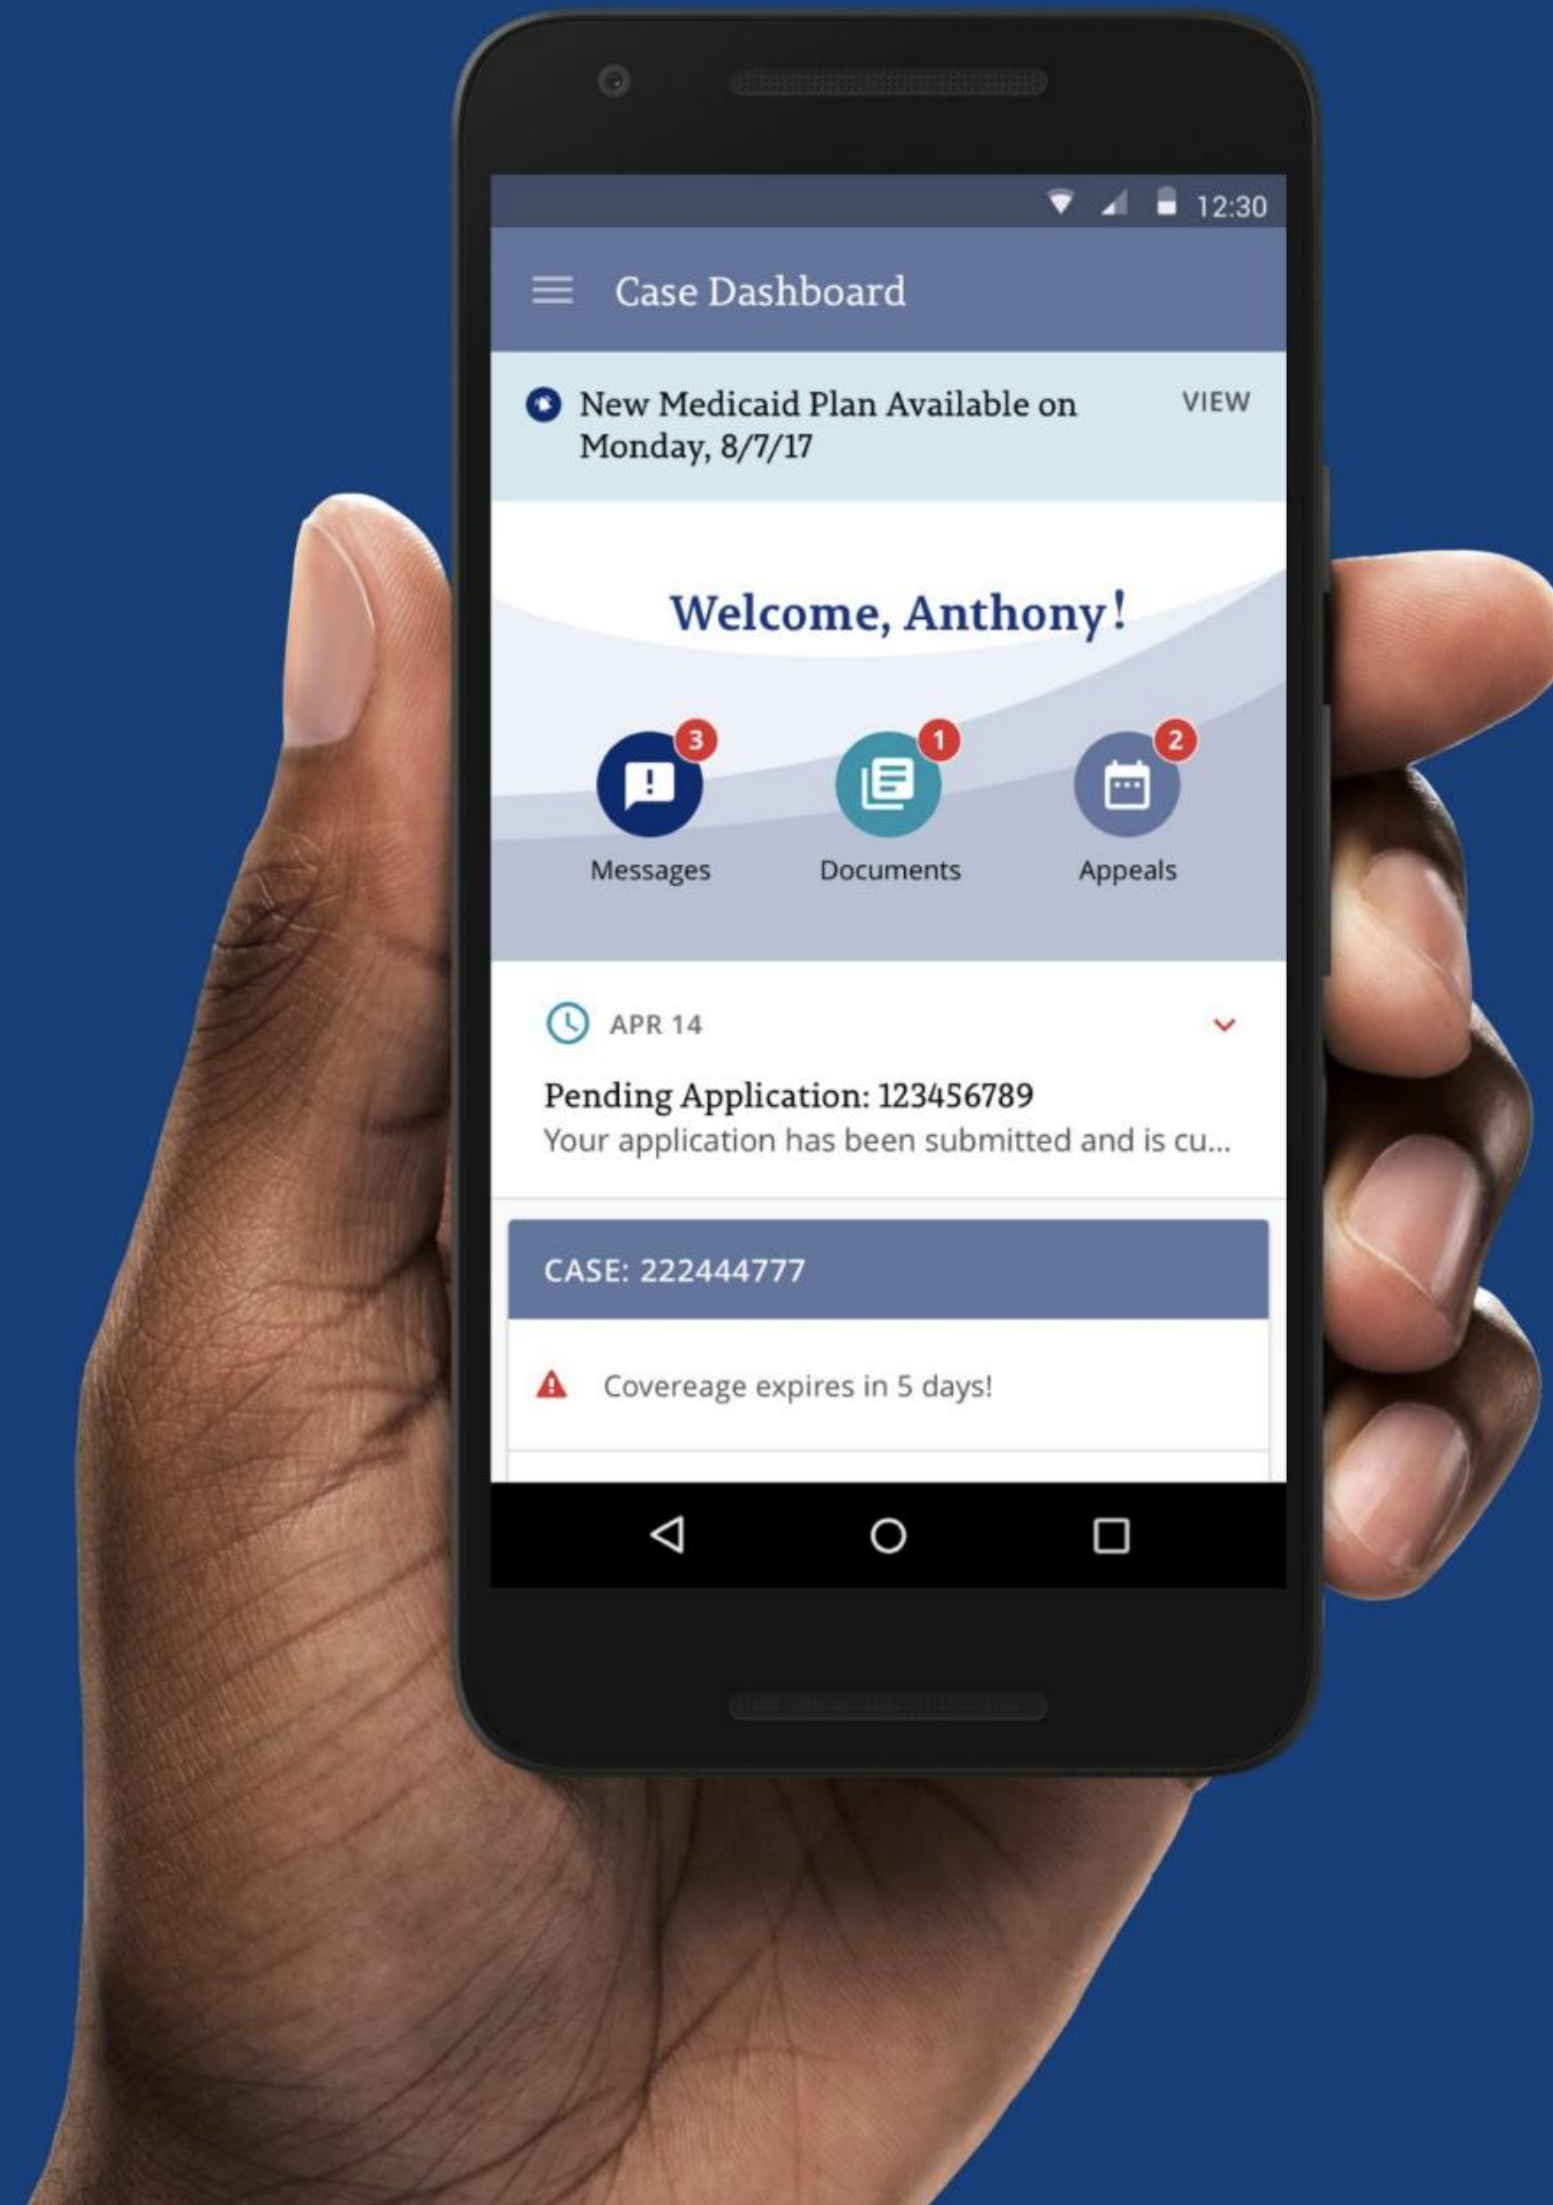 12:30
Case Dashboard
New Medicaid Plan Available on
VIEW
Monday, 8/7/17
Welcome, Anthony!
3
1
2
Messages
Documents
Appeals
APR 14
Pending Application: 123456789
Your application has been submitted and is cu...
CASE: 222444777
Covereage expires in 5 days!